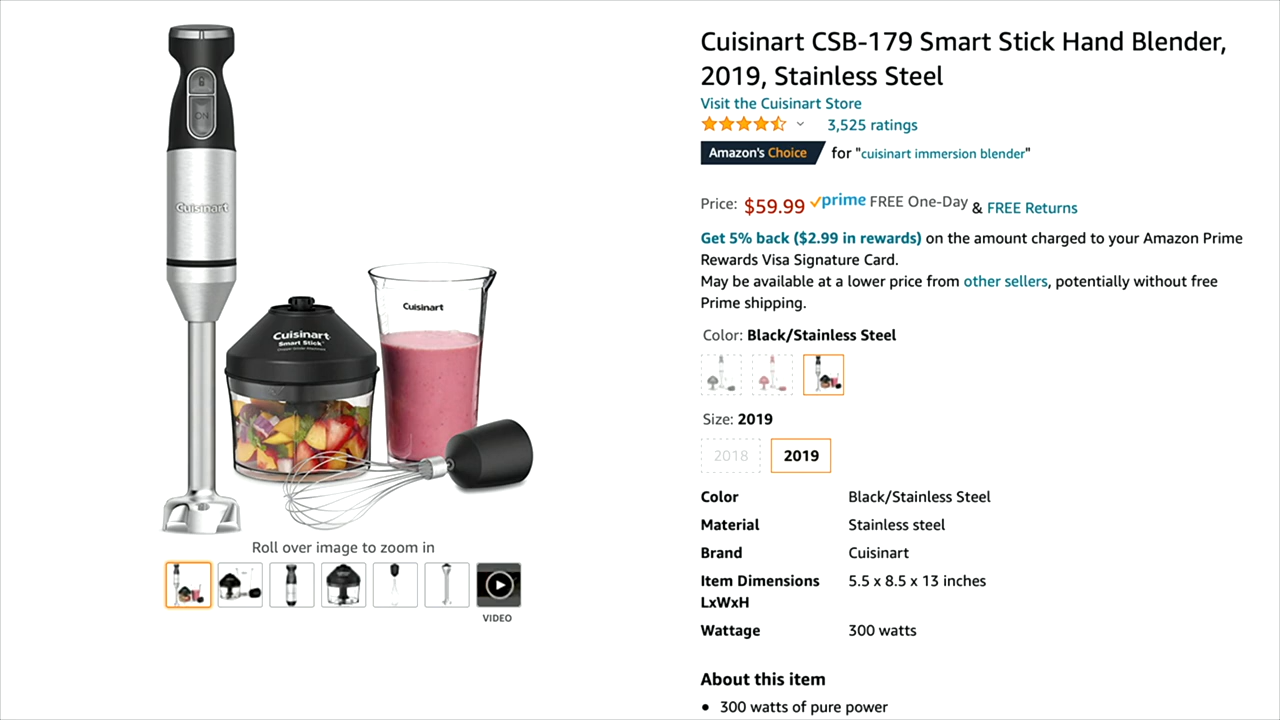 Cuisinart CSB-179 Smart Stick Hand Blender,
2019, Stainless Steel
Visit the Cuisinart Store
3,525 ratings
Amazon's Choice for "cuisinart immersion blender"
Price: $59.99 prime FREE One-Day & FREE Returns
Get 5% back ($2.99 in rewards) on the amount charged to your Amazon Prime
Rewards Visa Signature Card.
May be available at a lower price from other sellers, potentially without free
Prime shipping.
Color: Black/Stainless Steel
Size: 2019
2018 2019
Color Black/Stainless Steel
Material Stainless steel
Brand Cuisinart
Item Dimensions 5.5 x 8.5 x 13 inches
LxWxH
Wattage 300 watts
About this item
• 300 watts of pure power
ON
Cuisinart
Cuisinart
Smart Stick
Cuisinart
Roll over image to zoom in
VIDEO